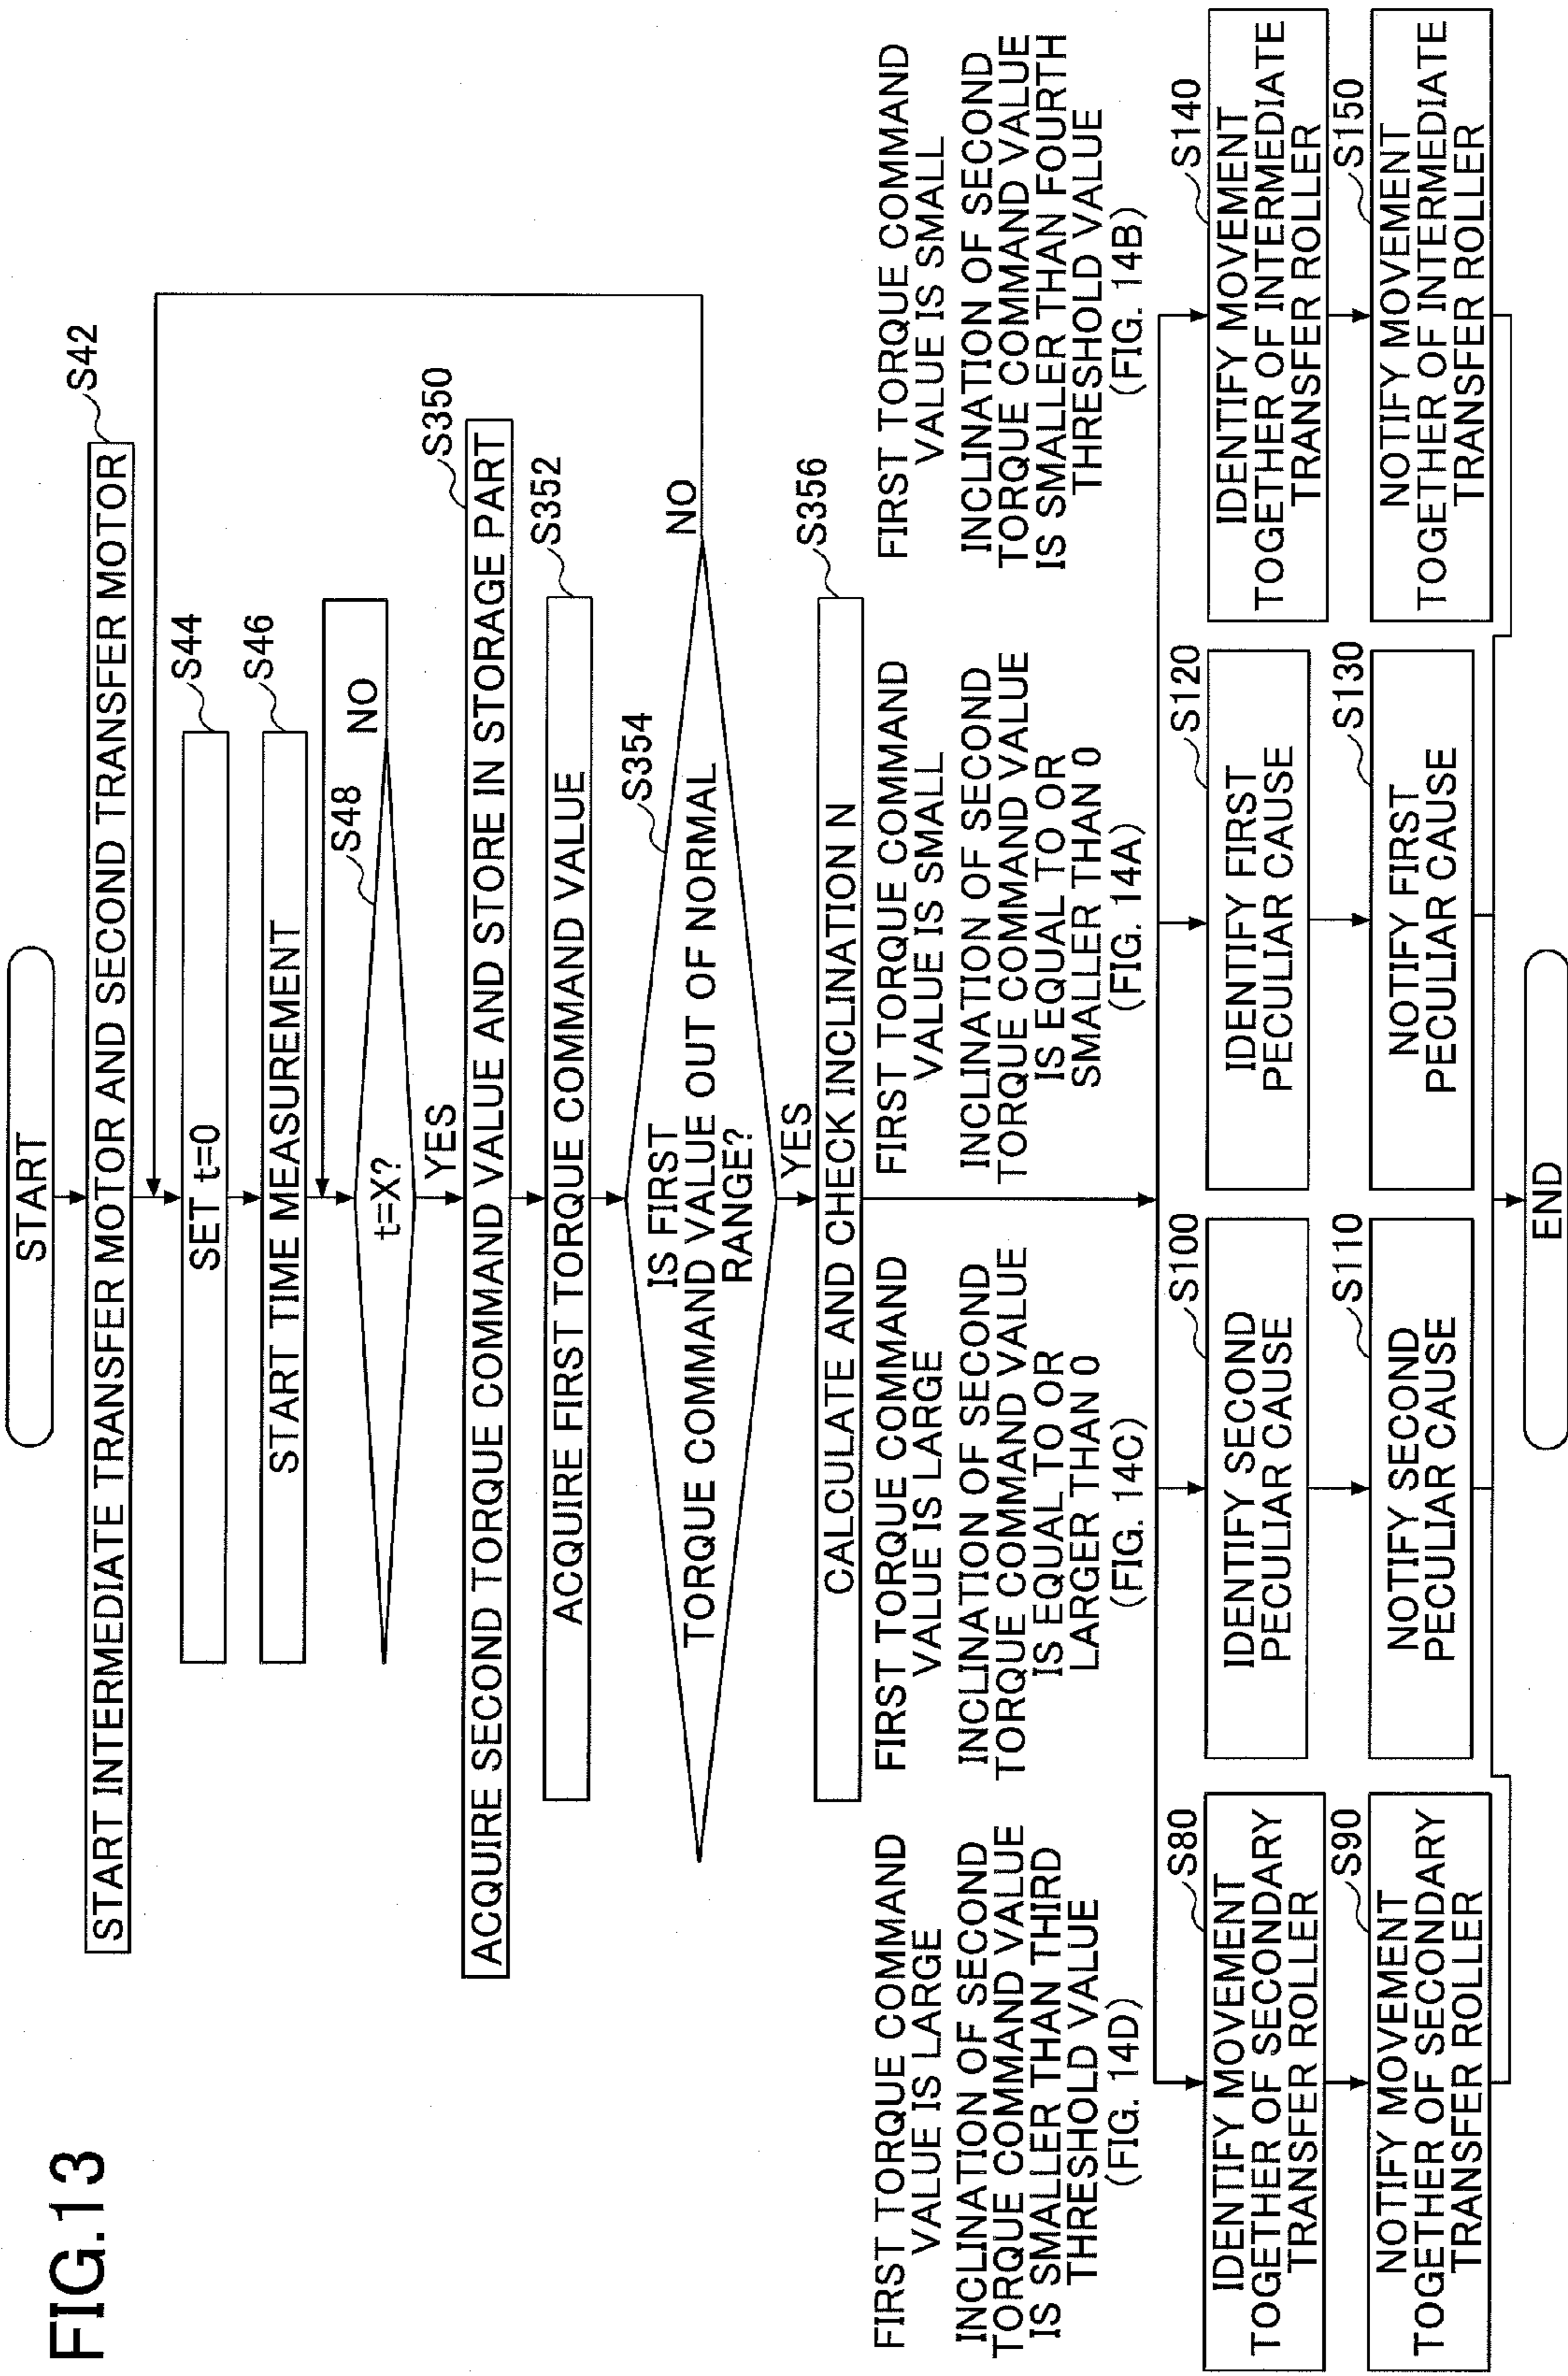 FIG.13
START
START INTERMEDIATE TRANSFER MOTOR AND SECOND TRANSFER MOTOR
S42
SET t=0
S44
START TIME MEASUREMENT
S46
t=X?
S48
NO
YES
ACQUIRE SECOND TORQUE COMMAND VALUE AND STORE IN STORAGE PART
S350
ACQUIRE FIRST TORQUE COMMAND VALUE
S352
IS FIRST
TORQUE COMMAND VALUE OUT OF NORMAL
RANGE?
S354
NO
YES
CALCULATE AND CHECK INCLINATION N
S356
FIRST TORQUE COMMAND
VALUE IS LARGE
INCLINATION OF SECOND
TORQUE COMMAND VALUE
IS SMALLER THAN THIRD
THRESHOLD VALUE
(FIG. 14D)
S80
IDENTIFY MOVEMENT
TOGETHER OF SECONDARY
TRANSFER ROLLER
S90
NOTIFY MOVEMENT
TOGETHER OF SECONDARY
TRANSFER ROLLER
FIRST TORQUE COMMAND
VALUE IS LARGE
INCLINATION OF SECOND
TORQUE COMMAND VALUE
IS EQUAL TO OR
LARGER THAN 0
(FIG. 14C)
S100
IDENTIFY SECOND
PECULIAR CAUSE
S110
NOTIFY SECOND
PECULIAR CAUSE
FIRST TORQUE COMMAND
VALUE IS SMALL
INCLINATION OF SECOND
TORQUE COMMAND VALUE
IS EQUAL TO OR
SMALLER THAN 0
(FIG. 14A)
S120
IDENTIFY FIRST
PECULIAR CAUSE
S130
NOTIFY FIRST
PECULIAR CAUSE
FIRST TORQUE COMMAND
VALUE IS SMALL
INCLINATION OF SECOND
TORQUE COMMAND VALUE
IS SMALLER THAN FOURTH
THRESHOLD VALUE
(FIG. 14B)
S140
IDENTIFY MOVEMENT
TOGETHER OF INTERMEDIATE
TRANSFER ROLLER
S150
NOTIFY MOVEMENT
TOGETHER OF INTERMEDIATE
TRANSFER ROLLER
END